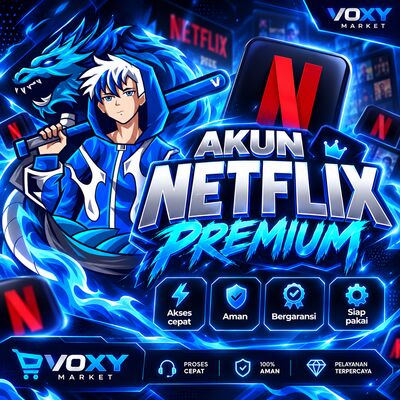 VOXY
MARKET
NETFLIX
N
AKUN
NETFLIX
PREMIUM
Akses
cepat
Aman
Bergaransi
Siap
pakai
VOXY
MARKET
PROSES
CEPAT
100%
AMAN
PELAYANAN
TERPERCAYA